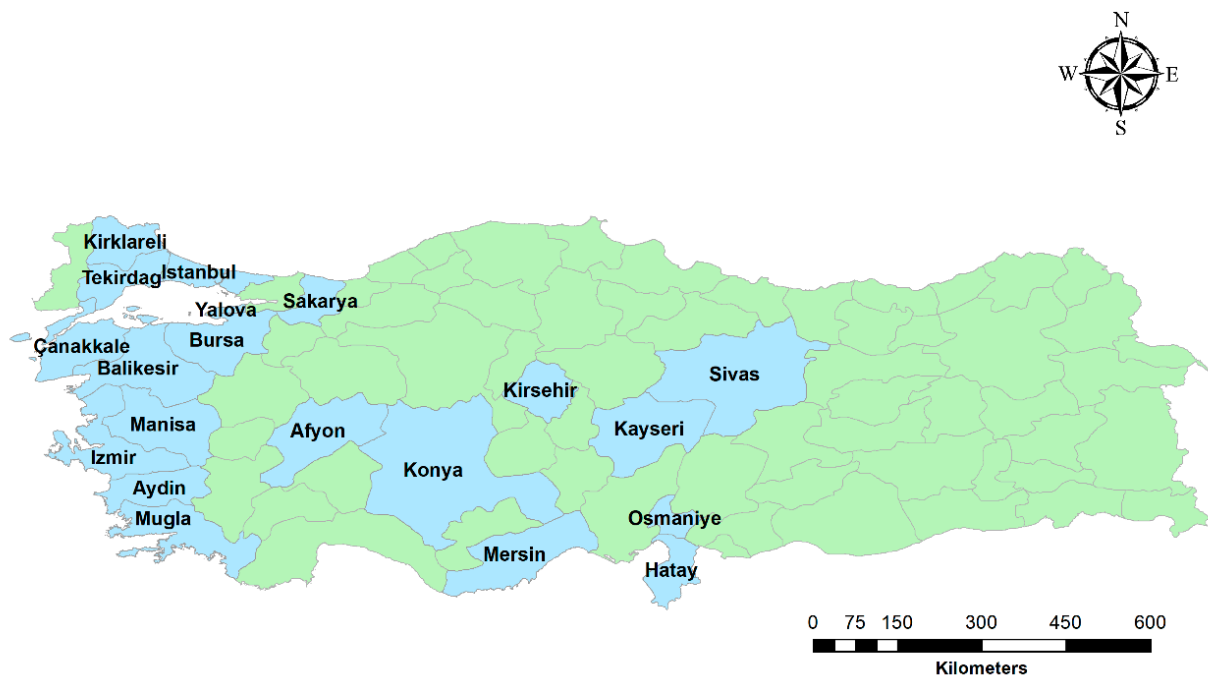 N
W E
S
Kirklareli
Tekirdag Istanbul
Yalova Sakarya
Bursa
Çanakkale
Balikesir
Sivas
Kirsehir
Manisa Afyon Kayseri
Izmir Konya
Aydin
Mugla Osmaniye
Mersin
Hatay
0 75 150 300 450 600
Kilometers